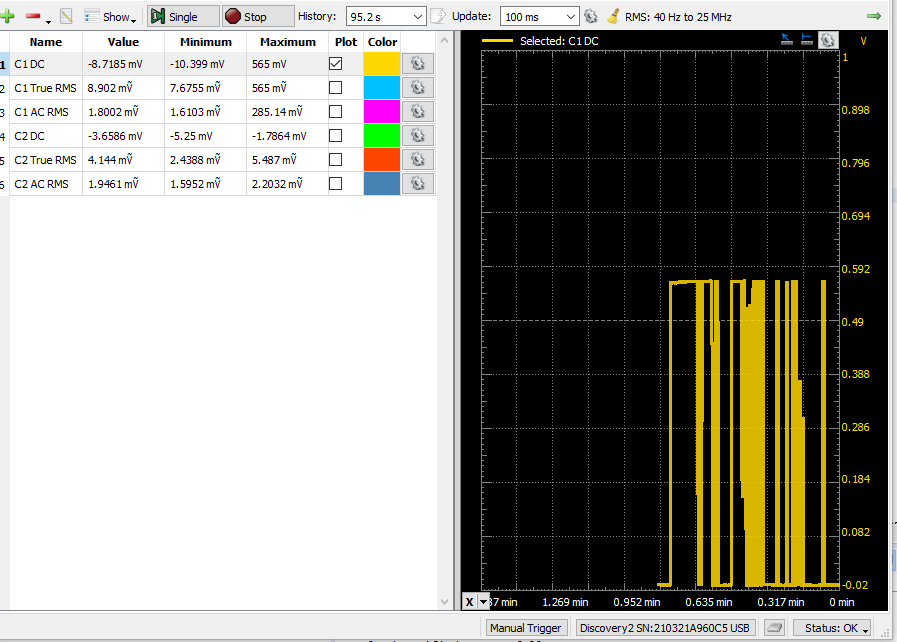 Show Single Stop History: 95.2 s Update: 100 ms RMS: 40 Hz to 25 MHz
Name Value Minimum Maximum Plot Color
1 C1 DC -8.7185 mV -10.399 mV 565 mV
2 C1 True RMS 8.902 mṼ 7.6755 mṼ 565 mṼ
3 C1 AC RMS 1.8002 mṼ 1.6103 mṼ 285.14 mṼ
4 C2 DC -3.6586 mV -5.25 mV -1.7864 mV
5 C2 True RMS 4.144 mṼ 2.4388 mṼ 5.487 mṼ
6 C2 AC RMS 1.9461 mṼ 1.5952 mṼ 2.2032 mṼ
Selected: C1 DC V
1
0.898
0.796
0.694
0.592
0.49
0.388
0.286
0.184
0.082
-0.02
X 37 min 1.269 min 0.952 min 0.635 min 0.317 min 0 min
Manual Trigger Discovery2 SN:210321A960C5 USB Status: OK